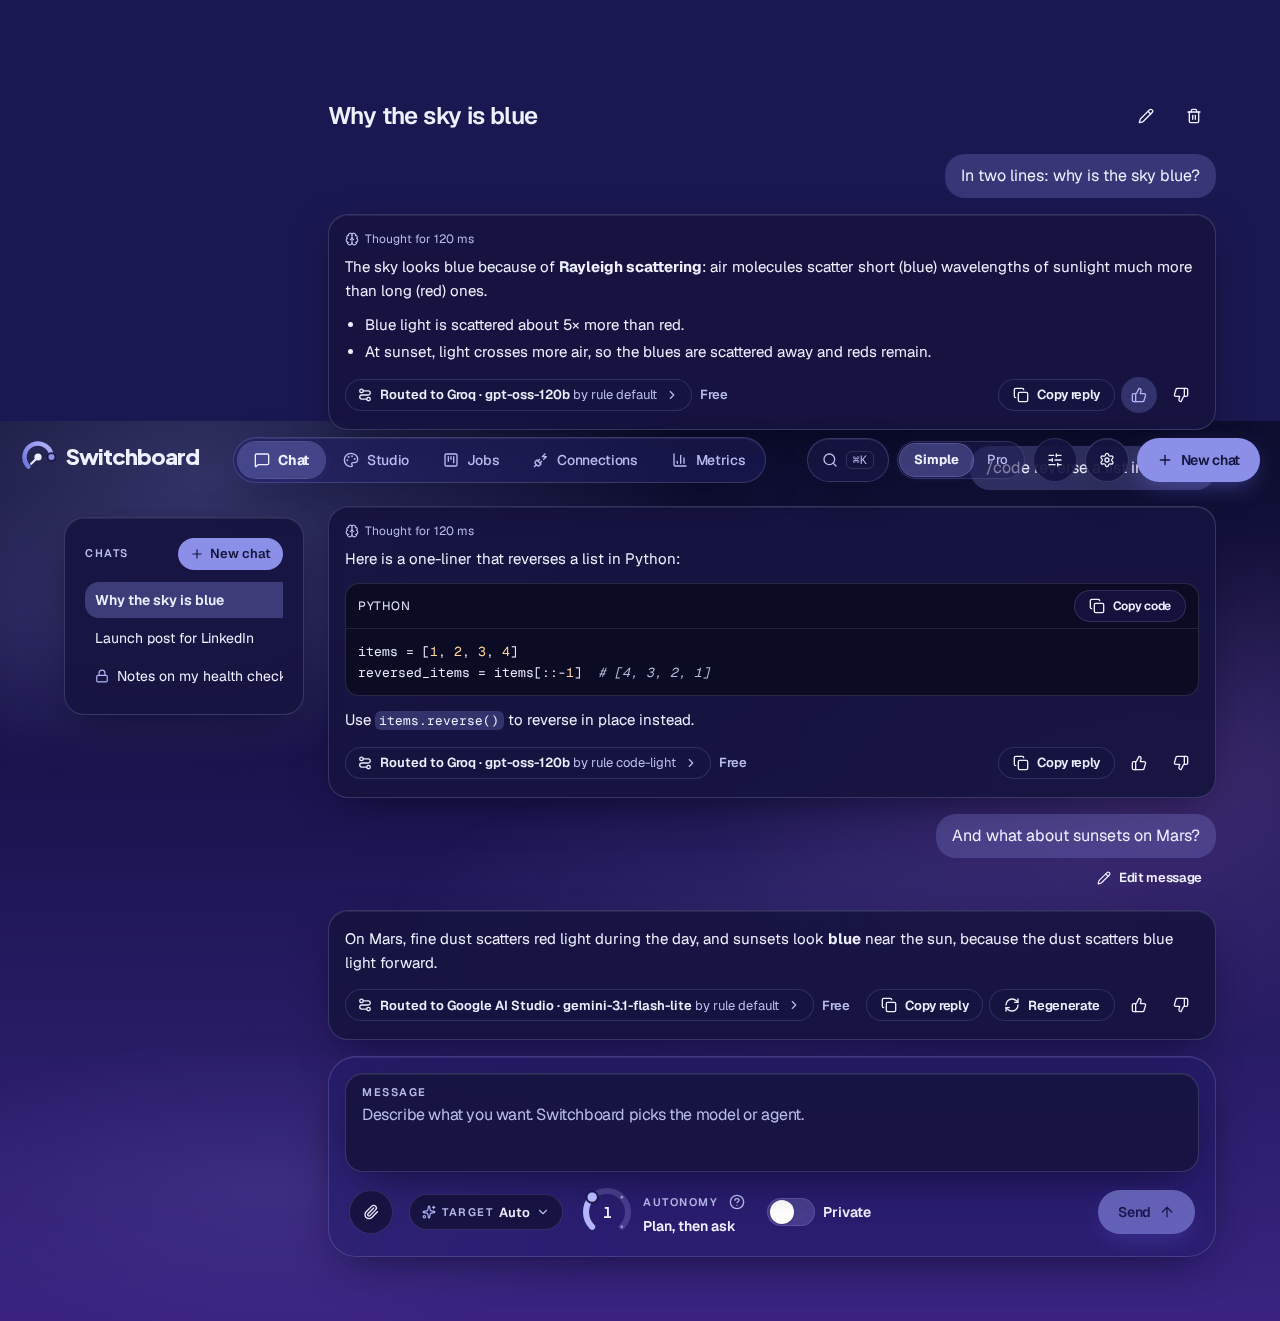 Why the sky is blue
In two lines: why is the sky blue?
Thought for 120 ms
The sky looks blue because of Rayleigh scattering: air molecules scatter short (blue) wavelengths of sunlight much more
than long (red) ones.
• Blue light is scattered about 5× more than red.
• At sunset, light crosses more air, so the blues are scattered away and reds remain.
Routed to Groq · gpt-oss-120b by rule default Free Copy reply
Switchboard Chat Studio Jobs Connections Metrics ⌘K Simple Pro New chat
/code reverse a list in
CHATS New chat
Why the sky is blue
Launch post for LinkedIn
Notes on my health check
Thought for 120 ms
Here is a one-liner that reverses a list in Python:
PYTHON Copy code
items = [1, 2, 3, 4]
reversed_items = items[::-1]  # [4, 3, 2, 1]
Use items.reverse() to reverse in place instead.
Routed to Groq · gpt-oss-120b by rule code-light Free Copy reply
And what about sunsets on Mars?
Edit message
On Mars, fine dust scatters red light during the day, and sunsets look blue near the sun, because the dust scatters blue
light forward.
Routed to Google AI Studio · gemini-3.1-flash-lite by rule default Free Copy reply Regenerate
MESSAGE
Describe what you want. Switchboard picks the model or agent.
TARGET Auto 1 AUTONOMY Private Send
Plan, then ask